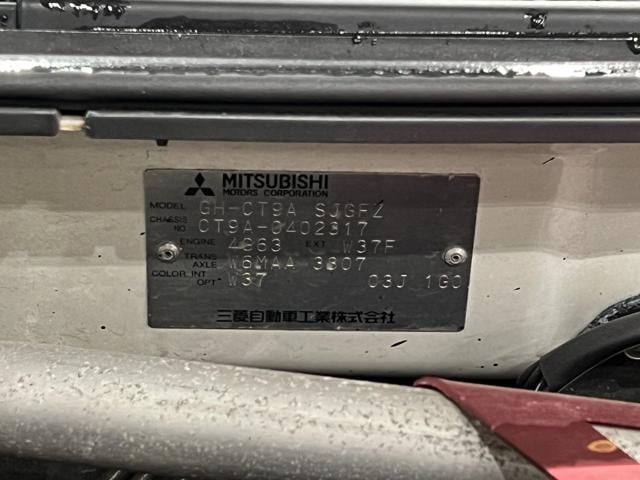 MITSUBISHI
MOTORS CORPORATION
MODEL GH-CT9A SJGFZ
CHASSIS NO CT9A-0402317
ENGINE 4G63 EXT W37F
TRANS AXLE W6MAA 3307
COLOR,INT OPT W37 03J 1G0
三菱自動車工業株式会社